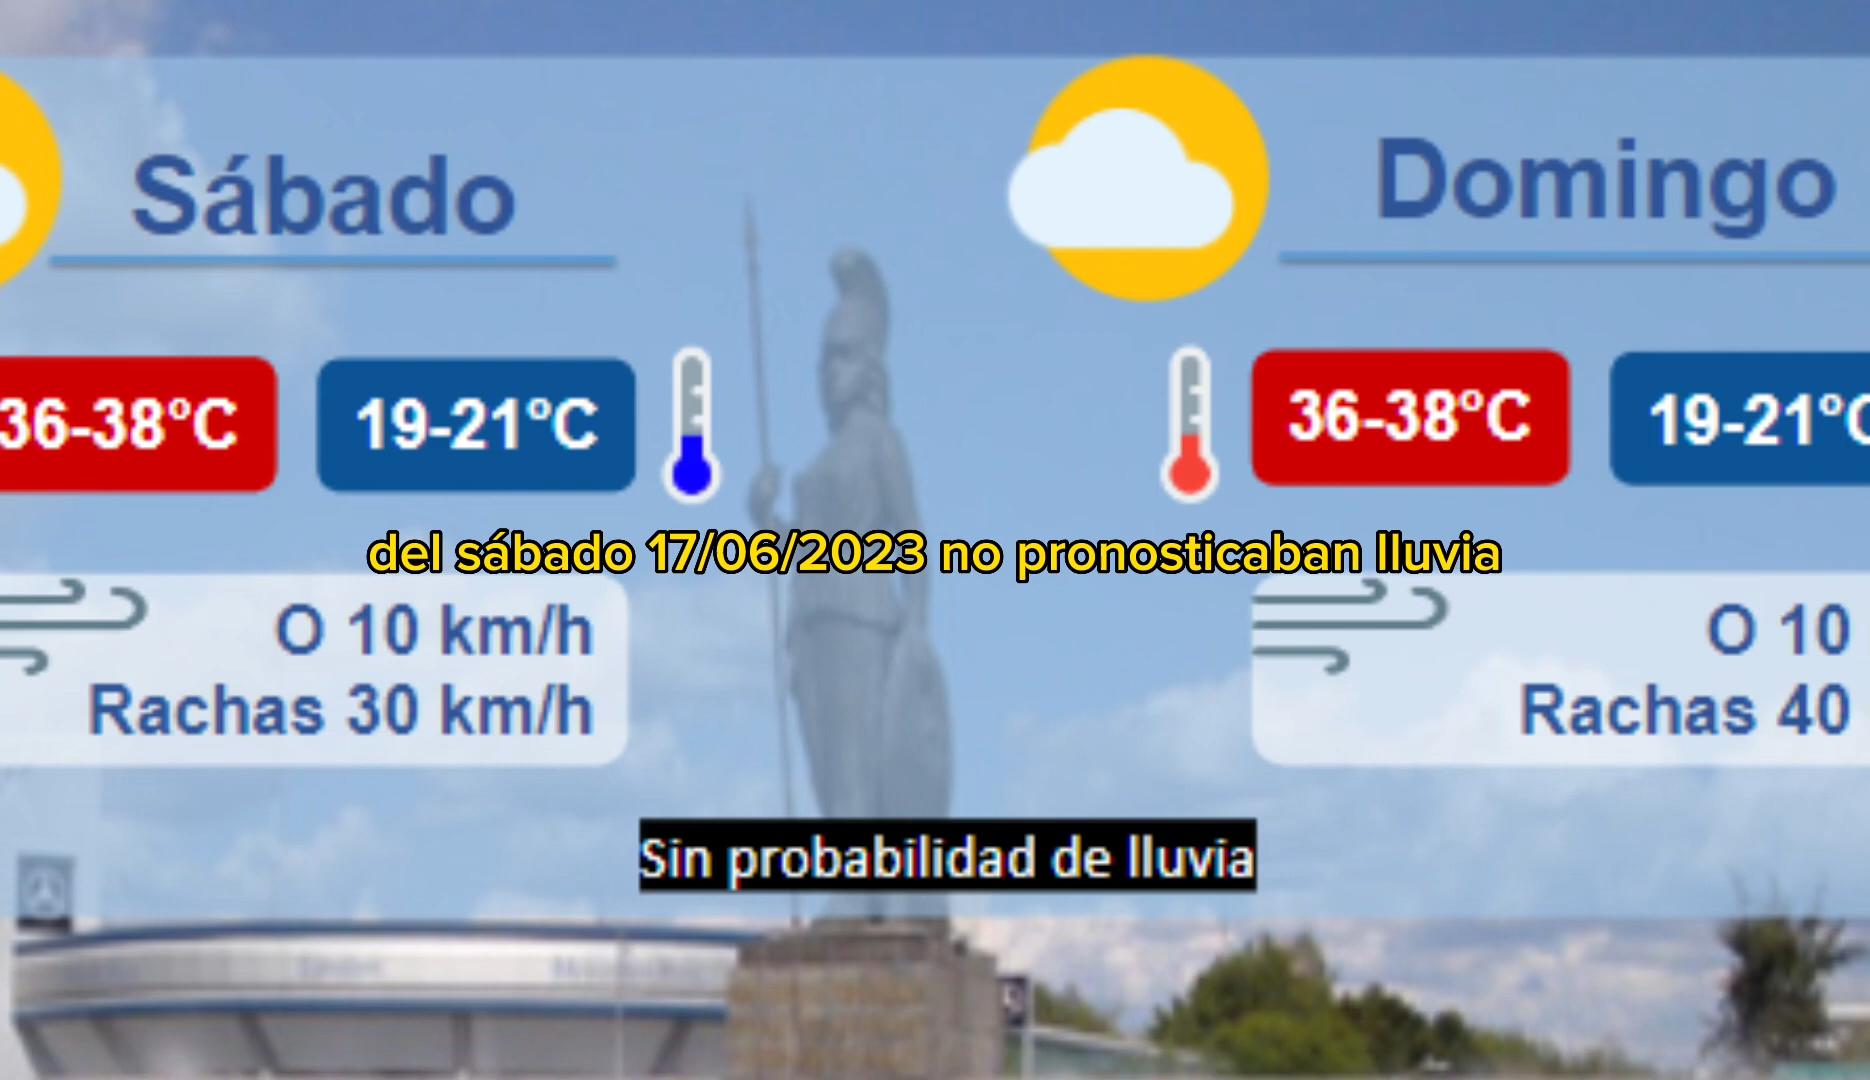 Sábado
Domingo
36-38°C
19-21°C
36-38°C
19-21°C
del sábado 17/06/2023 no pronosticaban lluvia
O 10 km/h
Rachas 30 km/h
O 10
Rachas 40
Sin probabilidad de lluvia